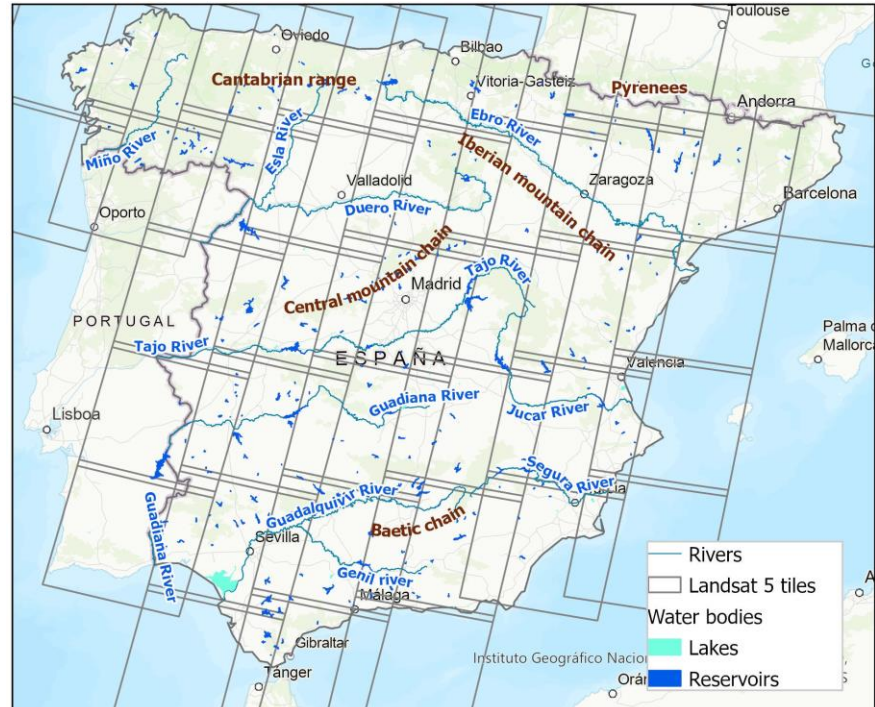 Toulouse
Oviedo
Bilbao
Cantabrian range
Vitoria-Gasteiz
Pyrenees
Andorra
Ebro River
Miño River
Esla River
Iberian mountain chain
Valladolid
Zaragoza
Barcelona
Oporto
Duero River
Central mountain chain
Tajo River
Madrid
PORTUGAL
Tajo River
ESPAÑA
Palma
Mallorca
Valencia
Lisboa
Guadiana River
Jucar River
Segura River
Guadiana River
Guadalquivir River
Baetic chain
Sevilla
Genil river
Málaga
Gibraltar
Tánger
Instituto Geográfico
Rivers
Landsat 5 tiles
Water bodies
Lakes
Reservoirs